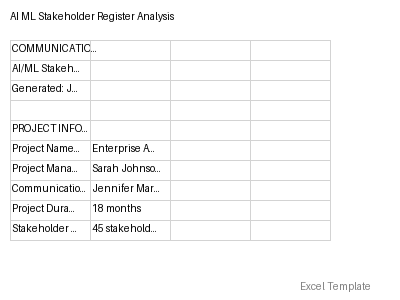 AI ML Stakeholder Register Analysis
COMMUNICATIO...
AI/ML Stakeh...
Generated: J...
PROJECT INFO...
Project Name... Enterprise A...
Project Mana... Sarah Johnso...
Communicatio... Jennifer Mar...
Project Dura... 18 months
Stakeholder ... 45 stakehold...
Excel Template